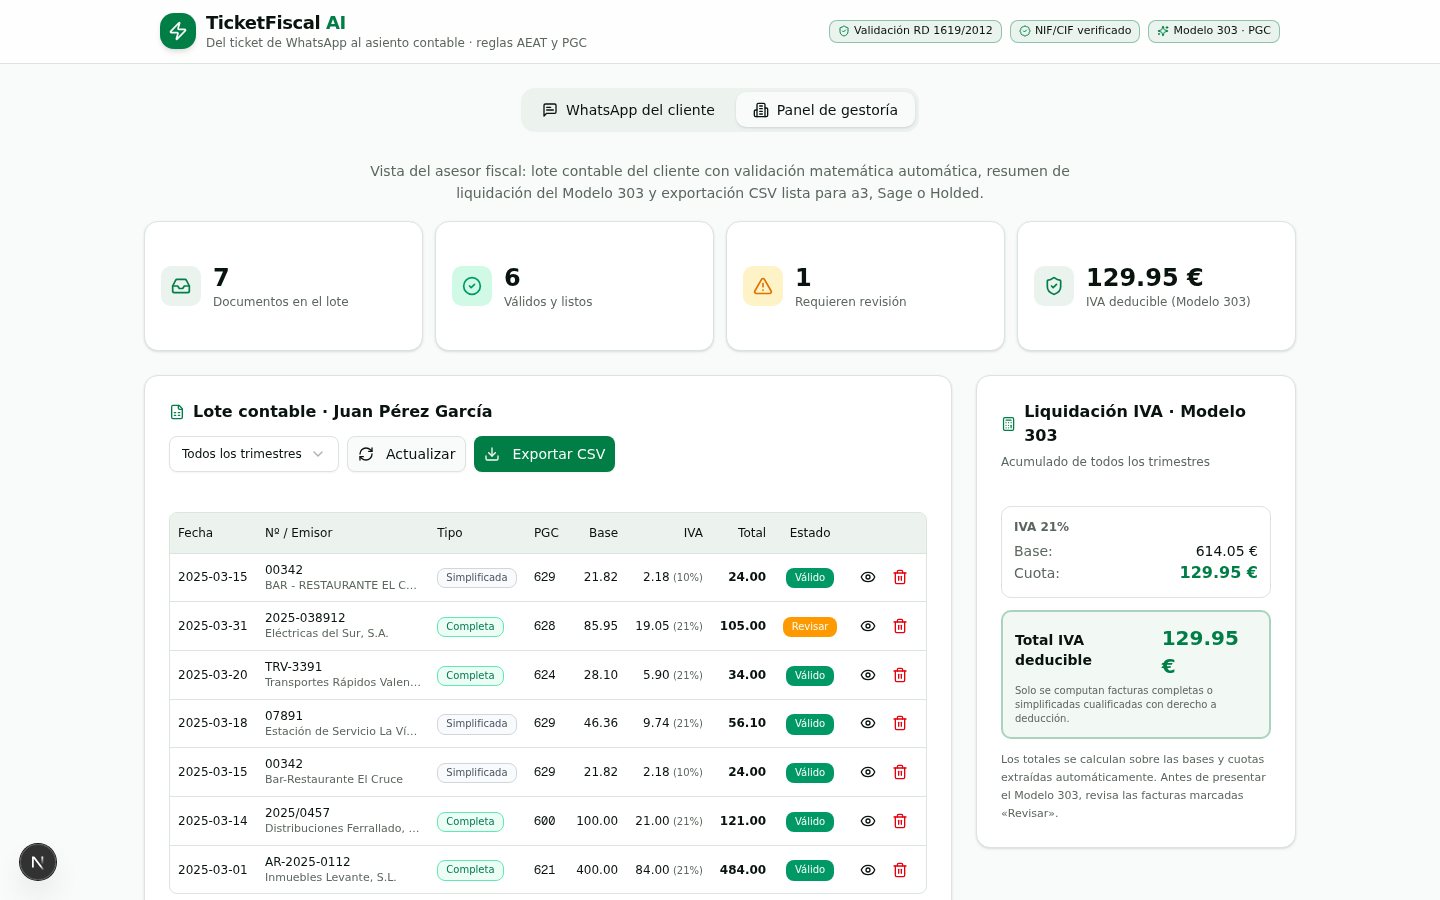 TicketFiscal AI
Del ticket de WhatsApp al asiento contable · reglas AEAT y PGC
Validación RD 1619/2012
NIF/CIF verificado
Modelo 303 · PGC
WhatsApp del cliente
Panel de gestoría
Vista del asesor fiscal: lote contable del cliente con validación matemática automática, resumen de
liquidación del Modelo 303 y exportación CSV lista para a3, Sage o Holded.
7
Documentos en el lote
6
Válidos y listos
1
Requieren revisión
129.95 €
IVA deducible (Modelo 303)
Lote contable · Juan Pérez García
Todos los trimestres
Actualizar
Exportar CSV
Fecha Nº / Emisor Tipo PGC Base IVA Total Estado
2025-03-15 00342 Simplificada 629 21.82 2.18 (10%) 24.00 Válido
BAR - RESTAURANTE EL C...
2025-03-31 2025-038912 Completa 628 85.95 19.05 (21%) 105.00 Revisar
Eléctricas del Sur, S.A.
2025-03-20 TRV-3391 Completa 624 28.10 5.90 (21%) 34.00 Válido
Transportes Rápidos Valen...
2025-03-18 07891 Simplificada 629 46.36 9.74 (21%) 56.10 Válido
Estación de Servicio La Ví...
2025-03-15 00342 Simplificada 629 21.82 2.18 (10%) 24.00 Válido
Bar-Restaurante El Cruce
2025-03-14 2025/0457 Completa 600 100.00 21.00 (21%) 121.00 Válido
Distribuciones Ferrallado, ...
2025-03-01 AR-2025-0112 Completa 621 400.00 84.00 (21%) 484.00 Válido
Inmuebles Levante, S.L.
Liquidación IVA · Modelo
303
Acumulado de todos los trimestres
IVA 21%
Base: 614.05 €
Cuota: 129.95 €
Total IVA
deducible
129.95
€
Solo se computan facturas completas o
simplificadas cualificadas con derecho a
deducción.
Los totales se calculan sobre las bases y cuotas
extraídas automáticamente. Antes de presentar
el Modelo 303, revisa las facturas marcadas
«Revisar».
N